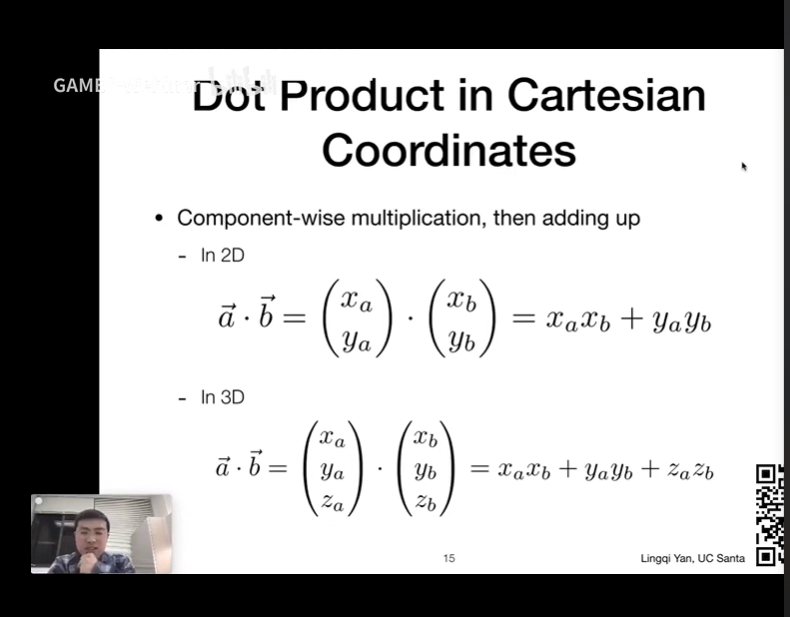 GAME
Dot Product in Cartesian
Coordinates
• Component-wise multiplication, then adding up
- In 2D
$\vec{a} \cdot \vec{b} = \begin{pmatrix} x_a \\ y_a \end{pmatrix} \cdot \begin{pmatrix} x_b \\ y_b \end{pmatrix} = x_a x_b + y_a y_b$
- In 3D
$\vec{a} \cdot \vec{b} = \begin{pmatrix} x_a \\ y_a \\ z_a \end{pmatrix} \cdot \begin{pmatrix} x_b \\ y_b \\ z_b \end{pmatrix} = x_a x_b + y_a y_b + z_a z_b$
15
Lingqi Yan, UC Santa